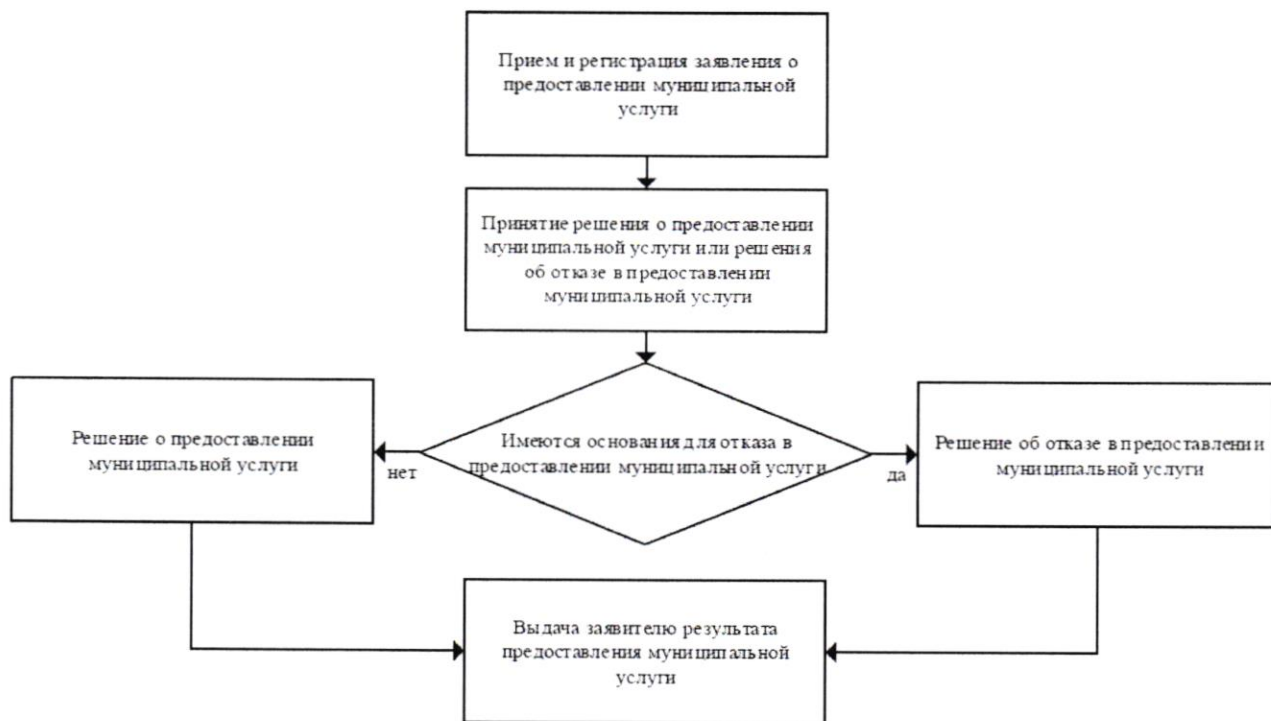 Прием и регистрация заявления о
предоставлении муниципальной
услуги
Принятие решения о предоставлении
муниципальной услуги или решения
об отказе в предоставлении
муниципальной услуги
Решение о предоставлении
муниципальной услуги
нет
Имеются основания для отказа в
предоставлении муниципальной услуги
да
Решение об отказе в предоставлении
муниципальной услуги
Выдача заявителю результата
предоставления муниципальной
услуги